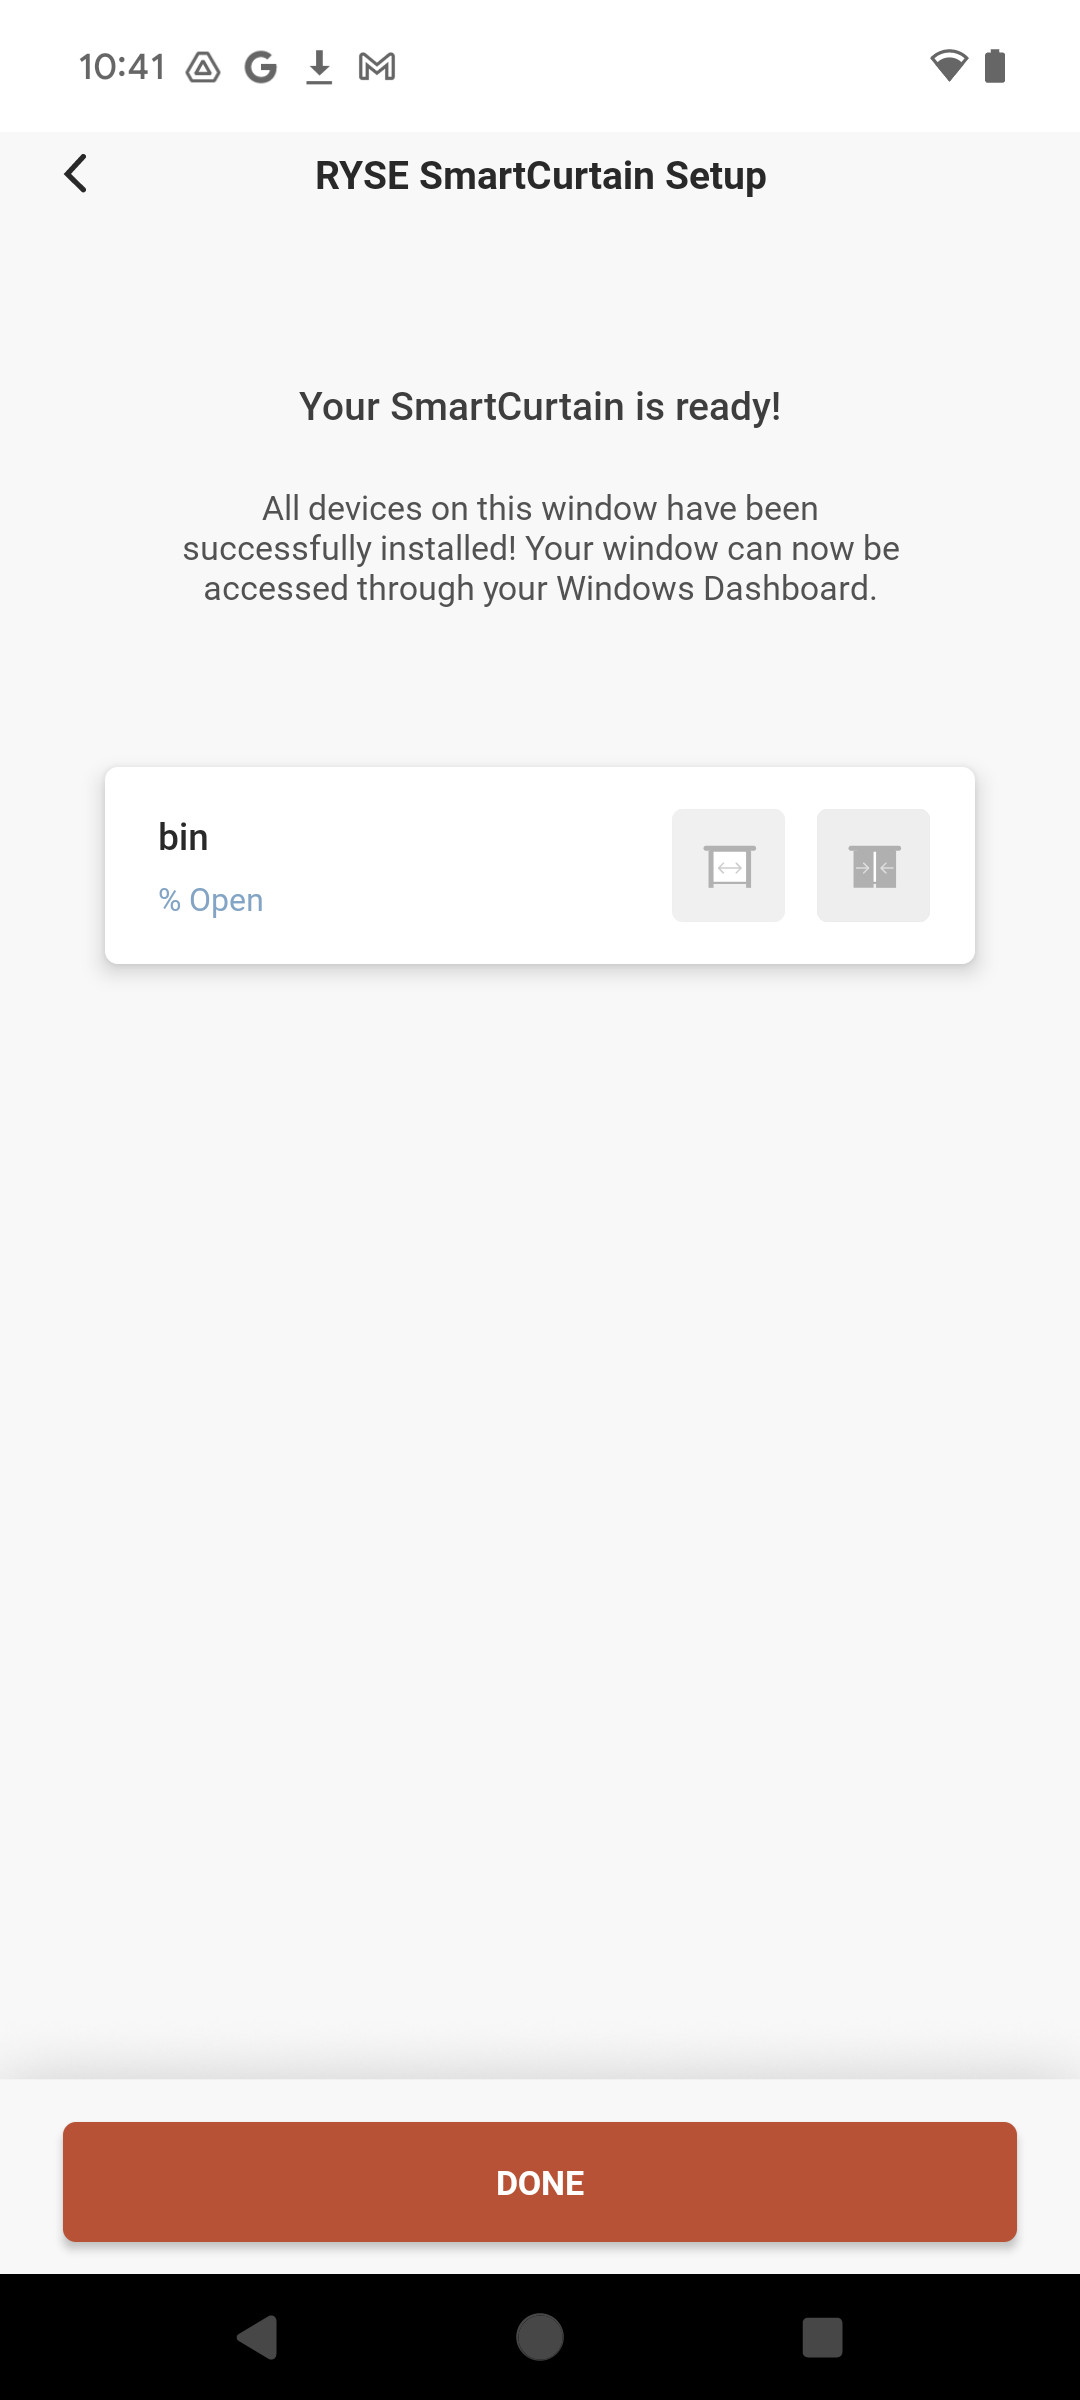 10:41
RYSE SmartCurtain Setup
Your SmartCurtain is ready!
All devices on this window have been
successfully installed! Your window can now be
accessed through your Windows Dashboard.
bin
% Open
DONE